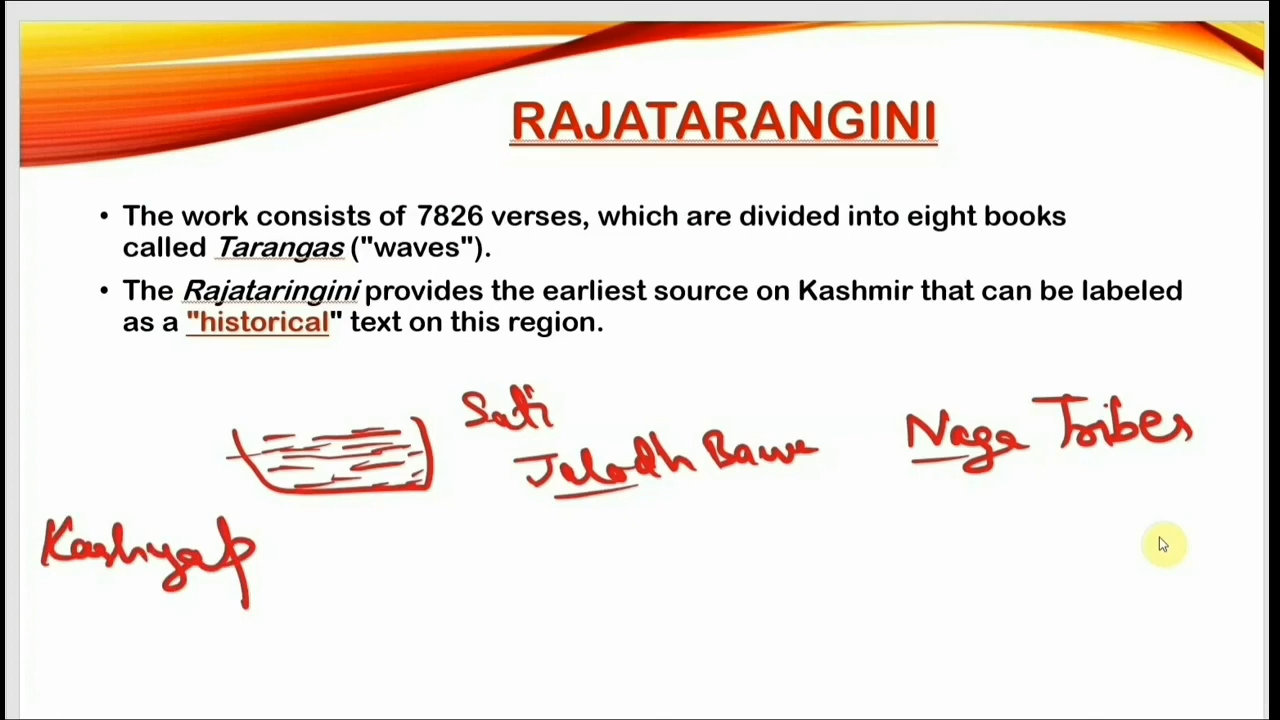 RAJATARANGINI
• The work consists of 7826 verses, which are divided into eight books
called Tarangas ("waves").
• The Rajataringini provides the earliest source on Kashmir that can be labeled
as a "historical" text on this region.
Sati
Jalodh Bawe
Naga Tribes
Kashyap